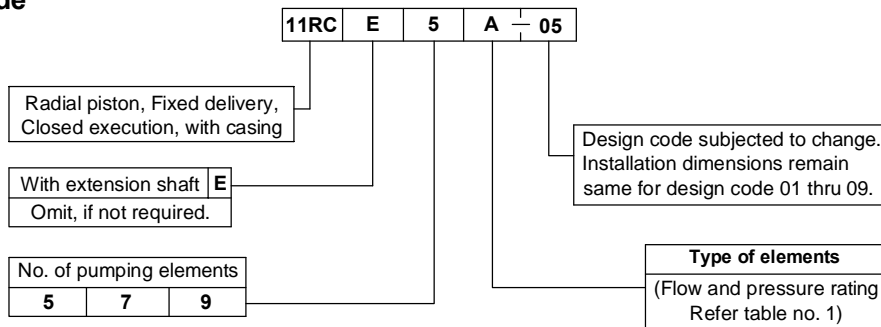 de
11RC E 5 A - 05
Radial piston, Fixed delivery,
Closed execution, with casing
With extension shaft E
Omit, if not required.
No. of pumping elements
5 7 9
Design code subjected to change.
Installation dimensions remain
same for design code 01 thru 09.
Type of elements
(Flow and pressure rating
Refer table no. 1)